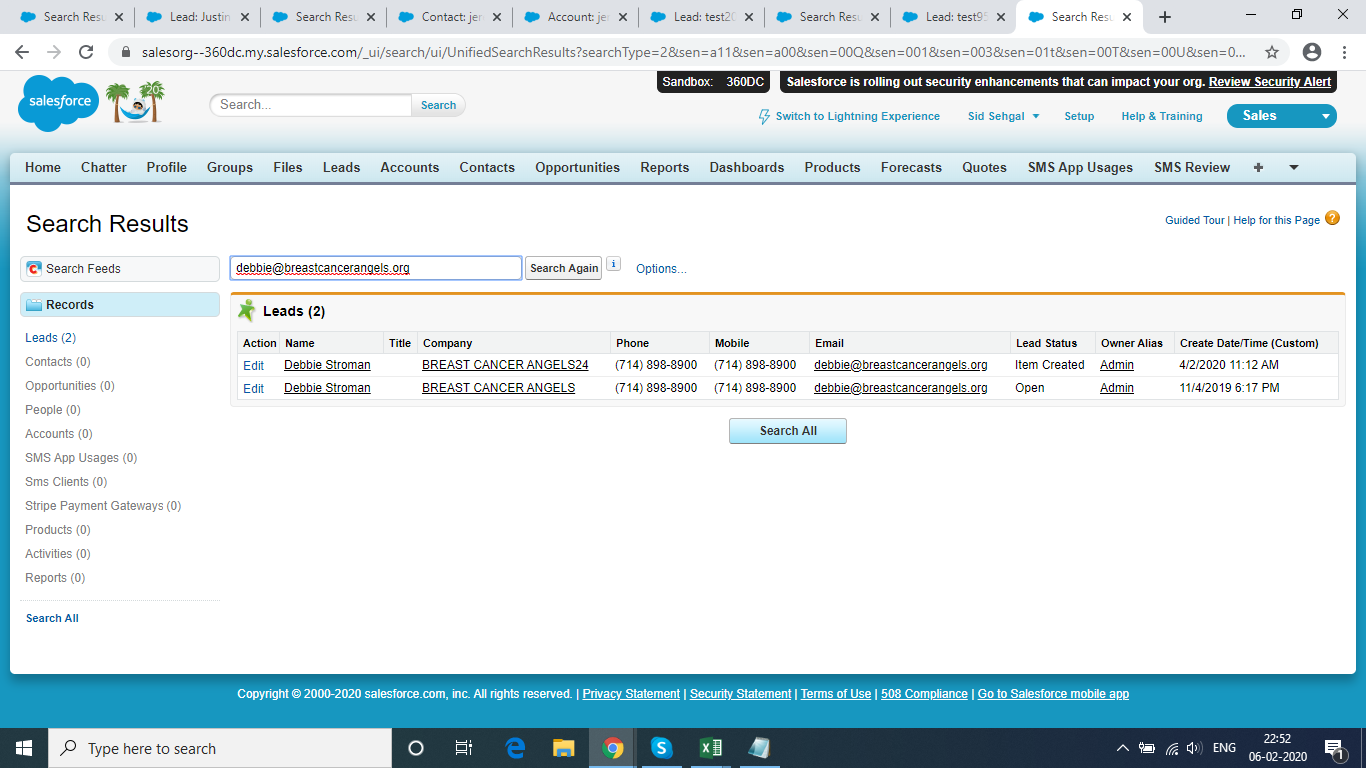 Search Resu
Lead: Justin
Search Resu
Contact: jer
Account: jer
Lead: test20
Search Resu
Lead: test95
Search Resu
salesorg--360dc.my.salesforce.com/_ui/search/ui/UnifiedSearchResults?searchType=2&sen=a11&sen=a00&sen=00Q&sen=001&sen=003&sen=01t&sen=00T&sen=00U&sen=0...
salesforce
20
Search...
Search
Sandbox: 360DC
Salesforce is rolling out security enhancements that can impact your org. Review Security Alert
Switch to Lightning Experience
Sid Sehgal
Setup
Help & Training
Sales
Home Chatter Profile Groups Files Leads Accounts Contacts Opportunities Reports Dashboards Products Forecasts Quotes SMS App Usages SMS Review +
Search Results
Guided Tour | Help for this Page ?
Search Feeds
Records
Leads (2)
Contacts (0)
Opportunities (0)
People (0)
Accounts (0)
SMS App Usages (0)
Sms Clients (0)
Stripe Payment Gateways (0)
Products (0)
Activities (0)
Reports (0)
Search All
debbie@breastcancerangels.org
Search Again
i
Options...
Leads (2)
Action Name Title Company Phone Mobile Email Lead Status Owner Alias Create Date/Time (Custom)
Edit Debbie Stroman BREAST CANCER ANGELS24 (714) 898-8900 (714) 898-8900 debbie@breastcancerangels.org Item Created Admin 4/2/2020 11:12 AM
Edit Debbie Stroman BREAST CANCER ANGELS (714) 898-8900 (714) 898-8900 debbie@breastcancerangels.org Open Admin 11/4/2019 6:17 PM
Search All
Copyright © 2000-2020 salesforce.com, inc. All rights reserved. | Privacy Statement | Security Statement | Terms of Use | 508 Compliance | Go to Salesforce mobile app
Type here to search
ENG
22:52
06-02-2020
1